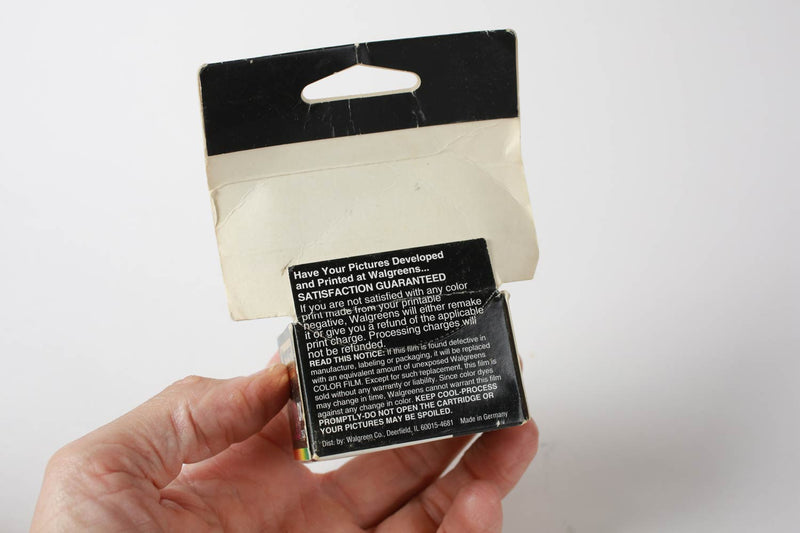 Have Your Pictures Developed
and Printed at Walgreens...
SATISFACTION GUARANTEED
If you are not satisfied with any color
print made from your printable
negative, Walgreens will either remake
it or give you a refund of the applicable
print charge. Processing charges will
not be refunded.
READ THIS NOTICE: If this film is found defective in
manufacture, labeling or packaging, it will be replaced
with an equivalent amount of unexposed Walgreens
COLOR FILM. Except for such replacement, this film is
sold without any warranty or liability. Since color dyes
may change in time, Walgreens cannot warrant this film
against any change in color. KEEP COOL-PROCESS
PROMPTLY-DO NOT OPEN THE CARTRIDGE OR
YOUR PICTURES MAY BE SPOILED.
Dist. by: Walgreen Co., Deerfield, IL 60015-4681 Made in Germany